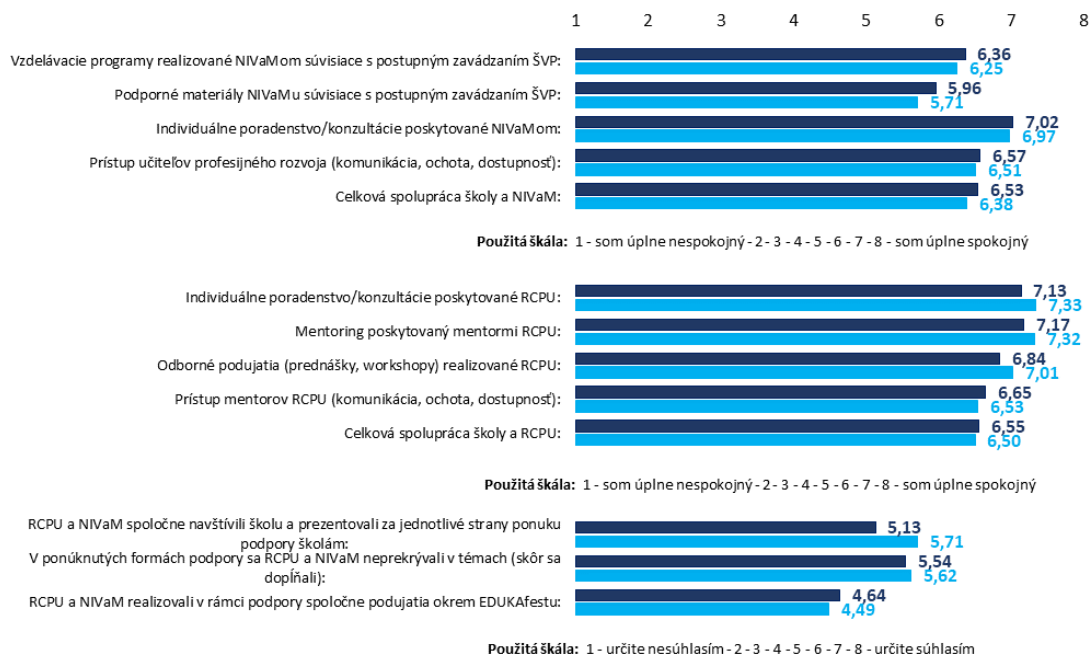 1 2 3 4 5 6 7 8
Vzdelávacie programy realizované NIVaMom súvisiace s postupným zavádzaním ŠVP:
6,36
6,25
Podporné materiály NIVaMu súvisiace s postupným zavádzaním ŠVP:
5,96
5,71
Individuálne poradenstvo/konzultácie poskytované NIVaMom:
7,02
6,97
Prístup učiteľov profesijného rozvoja (komunikácia, ochota, dostupnosť):
6,57
6,51
Celková spolupráca školy a NIVaM:
6,53
6,38
Použitá škála: 1 - som úplne nespokojný - 2 - 3 - 4 - 5 - 6 - 7 - 8 - som úplne spokojný
Individuálne poradenstvo/konzultácie poskytované RCPU:
7,13
7,33
Mentoring poskytovaný mentormi RCPU:
7,17
7,32
Odborné podujatia (prednášky, workshopy) realizované RCPU:
6,84
7,01
Prístup mentorov RCPU (komunikácia, ochota, dostupnosť):
6,65
6,53
Celková spolupráca školy a RCPU:
6,55
6,50
Použitá škála: 1 - som úplne nespokojný - 2 - 3 - 4 - 5 - 6 - 7 - 8 - som úplne spokojný
RCPU a NIVaM spoločne navštívili školu a prezentovali za jednotlivé strany ponuku
podpory školám:
5,13
5,71
V ponúknutých formách podpory sa RCPU a NIVaM neprekrývali v témach (skôr sa
dopĺňali):
5,54
5,62
RCPU a NIVaM realizovali v rámci podpory spoločne podujatia okrem EDUKAfestu:
4,64
4,49
Použitá škála: 1 - určite nesúhlasím - 2 - 3 - 4 - 5 - 6 - 7 - 8 - určite súhlasím